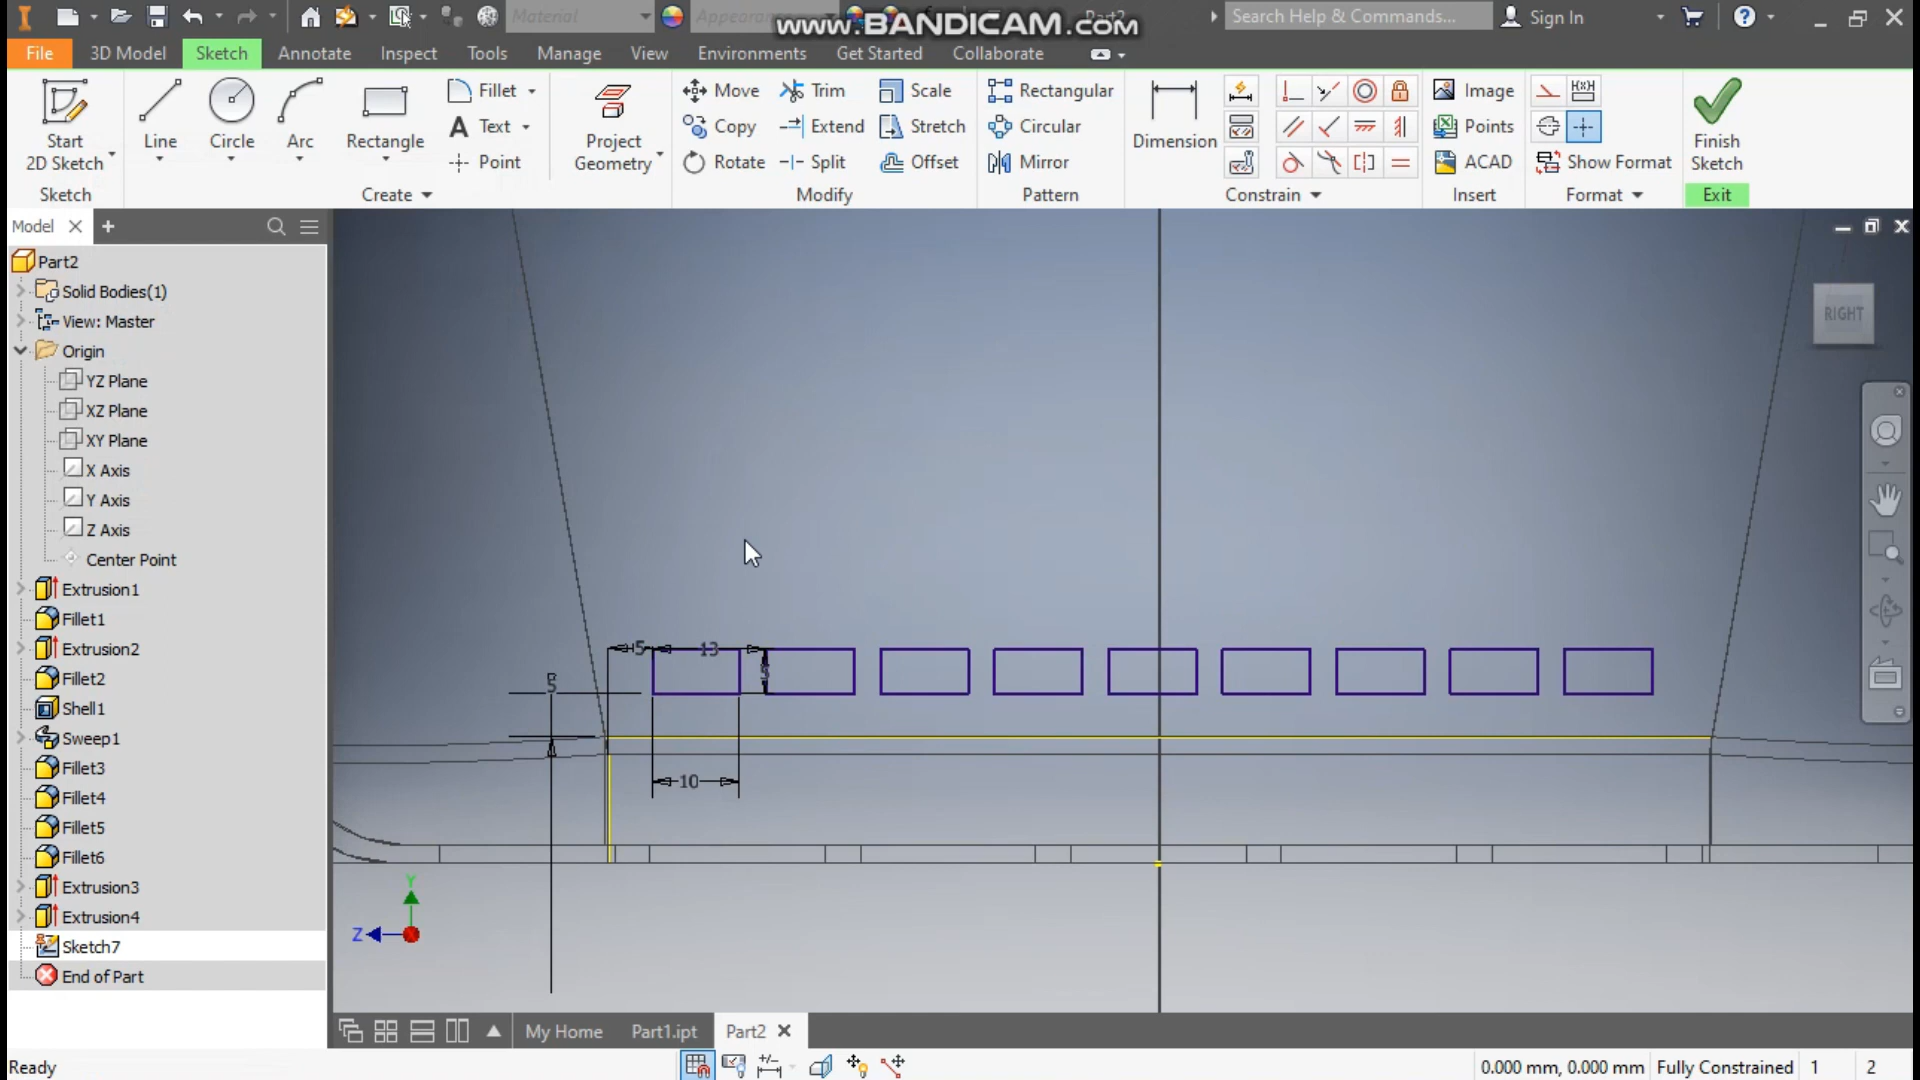 Material
Appearance
Part2
www.BANDICAM.com
Search Help & Commands...
Sign In
File
3D Model
Sketch
Annotate
Inspect
Tools
Manage
View
Environments
Get Started
Collaborate
Start
2D Sketch
Line
Circle
Arc
Rectangle
Fillet
Text
Point
Project
Geometry
Move
Copy
Rotate
Trim
Extend
Split
Scale
Stretch
Offset
Rectangular
Circular
Mirror
Dimension
Image
Points
ACAD
Show Format
Finish
Sketch
Sketch
Create
Modify
Pattern
Constrain
Insert
Format
Exit
Model
Part2
Solid Bodies(1)
View: Master
Origin
YZ Plane
XZ Plane
XY Plane
X Axis
Y Axis
Z Axis
Center Point
Extrusion1
Fillet1
Extrusion2
Fillet2
Shell1
Sweep1
Fillet3
Fillet4
Fillet5
Fillet6
Extrusion3
Extrusion4
Sketch7
End of Part
RIGHT
5
13
5
5
10
Y
Z
My Home
Part1.ipt
Part2
Ready
0.000 mm, 0.000 mm
Fully Constrained
1
2